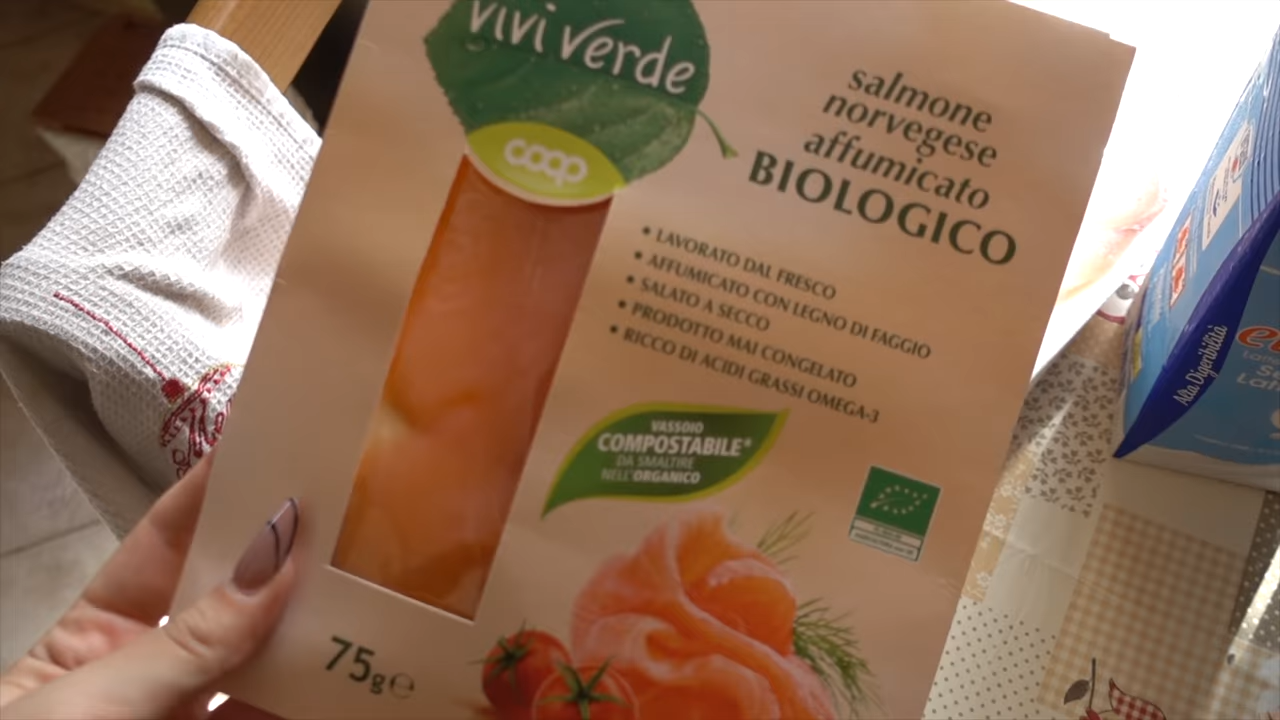 vivi verde
coop
salmone
norvegese
affumicato
BIOLOGICO
• LAVORATO DAL FRESCO
• AFFUMICATO CON LEGNO DI FAGGIO
• SALATO A SECCO
• PRODOTTO MAI CONGELATO
• RICCO DI ACIDI GRASSI OMEGA-3
VASSOIO
COMPOSTABILE*
DA SMALTIRE
NELL'ORGANICO
75g e
Alta Digeribilità